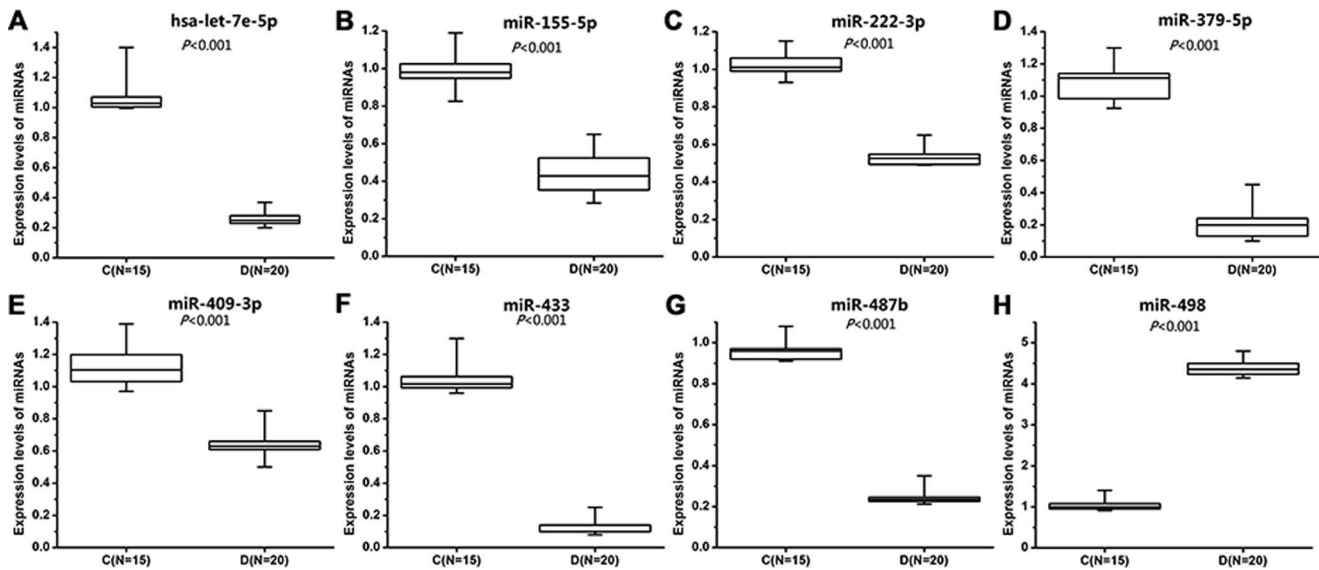 A
hsa-let-7e-5p
P<0.001
Expression levels of miRNAs
1.4
1.2
1.0
0.8
0.6
0.4
0.2
0.0
C(N=15)
D(N=20)
B
miR-155-5p
P<0.001
Expression levels of miRNAs
1.2
1.0
0.8
0.6
0.4
0.2
0.0
C(N=15)
D(N=20)
C
miR-222-3p
P<0.001
Expression levels of miRNAs
1.2
1.0
0.8
0.6
0.4
0.2
0.0
C(N=15)
D(N=20)
D
miR-379-5p
P<0.001
Expression levels of miRNAs
1.4
1.2
1.0
0.8
0.6
0.4
0.2
0.0
C(N=15)
D(N=20)
E
miR-409-3p
P<0.001
Expression levels of miRNAs
1.4
1.2
1.0
0.8
0.6
0.4
0.2
0.0
C(N=15)
D(N=20)
F
miR-433
P<0.001
Expression levels of miRNAs
1.4
1.2
1.0
0.8
0.6
0.4
0.2
0.0
C(N=15)
D(N=20)
G
miR-487b
P<0.001
Expression levels of miRNAs
1.0
0.8
0.6
0.4
0.2
0.0
C(N=15)
D(N=20)
H
miR-498
P<0.001
Expression levels of miRNAs
5
4
3
2
1
0
C(N=15)
D(N=20)